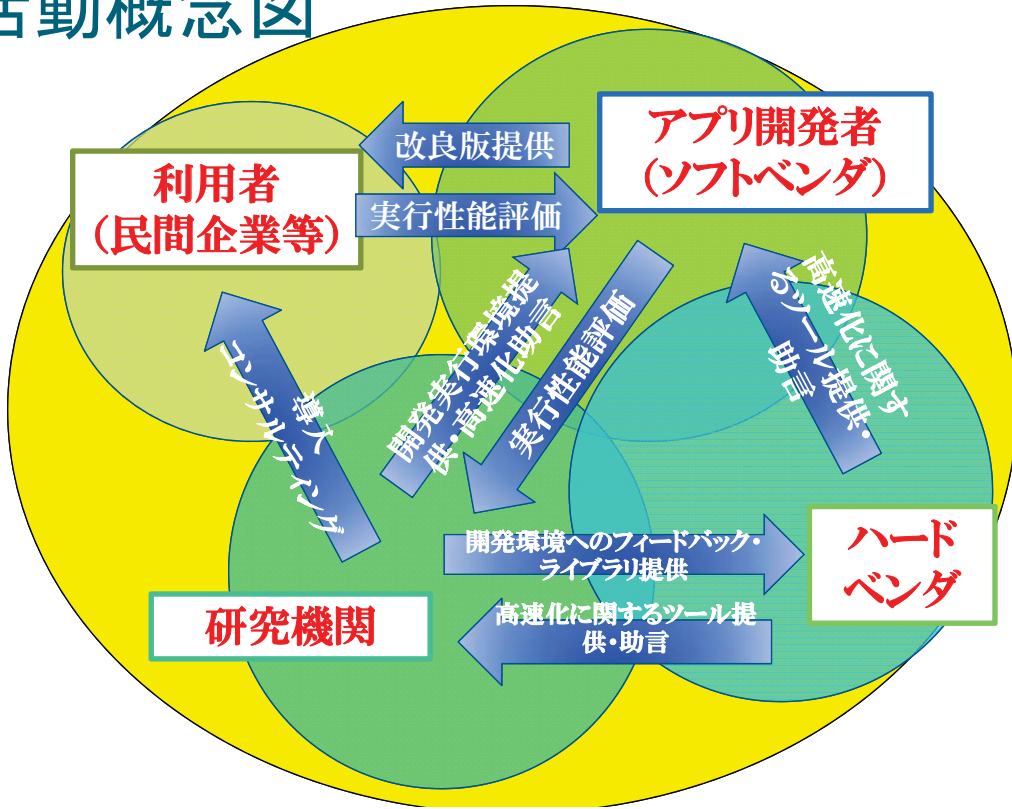 活動概念図
利用者
（民間企業等）
アプリ開発者
（ソフトベンダ）
改良版提供
実行性能評価
導入
コンサルティング
開発実行環境提
供・高速化助言
実行性能評価
高速化に関す
るツール提供・
助言
開発環境へのフィードバック・
ライブラリ提供
高速化に関するツール提
供・助言
研究機関
ハード
ベンダ